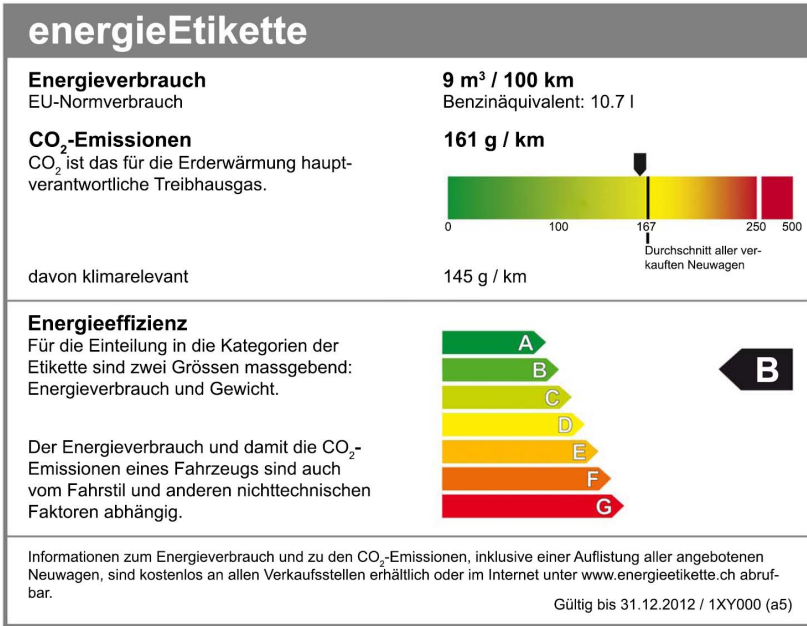 energieEtikette
Energieverbrauch
9 m³ / 100 km
EU-Normverbrauch
Benzinäquivalent: 10.7 l
CO₂-Emissionen
161 g / km
CO₂ ist das für die Erderwärmung haupt-
verantwortliche Treibhausgas.
0 100 167 250 500
Durchschnitt aller ver-
kauften Neuwagen
davon klimarelevant
145 g / km
Energieeffizienz
Für die Einteilung in die Kategorien der
Etikette sind zwei Grössen massgebend:
Energieverbrauch und Gewicht.
Der Energieverbrauch und damit die CO₂-
Emissionen eines Fahrzeugs sind auch
vom Fahrstil und anderen nichttechnischen
Faktoren abhängig.
A
B
C
D
E
F
G
B
Informationen zum Energieverbrauch und zu den CO₂-Emissionen, inklusive einer Auflistung aller angebotenen
Neuwagen, sind kostenlos an allen Verkaufsstellen erhältlich oder im Internet unter www.energieetikette.ch abruf-
bar.
Gültig bis 31.12.2012 / 1XY000 (a5)